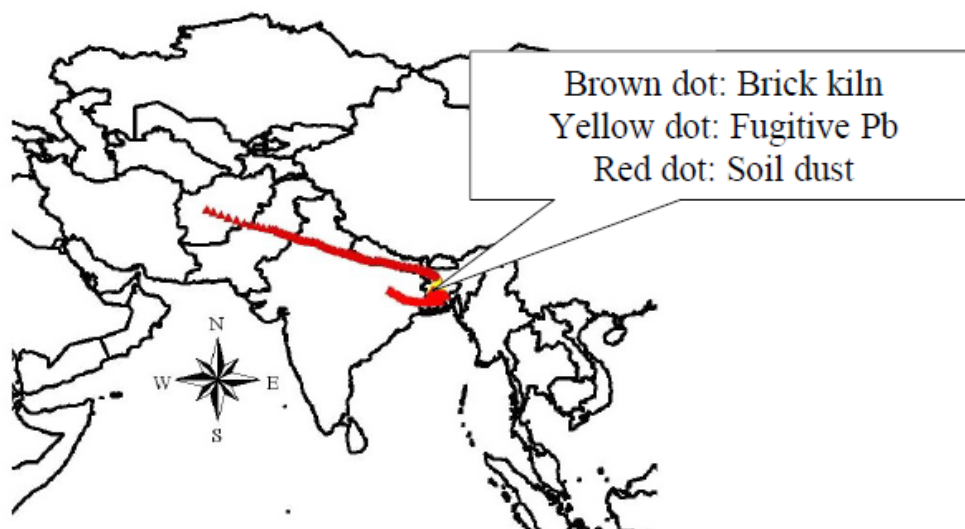 Brown dot: Brick kiln
Yellow dot: Fugitive Pb
Red dot: Soil dust
N
W E
S